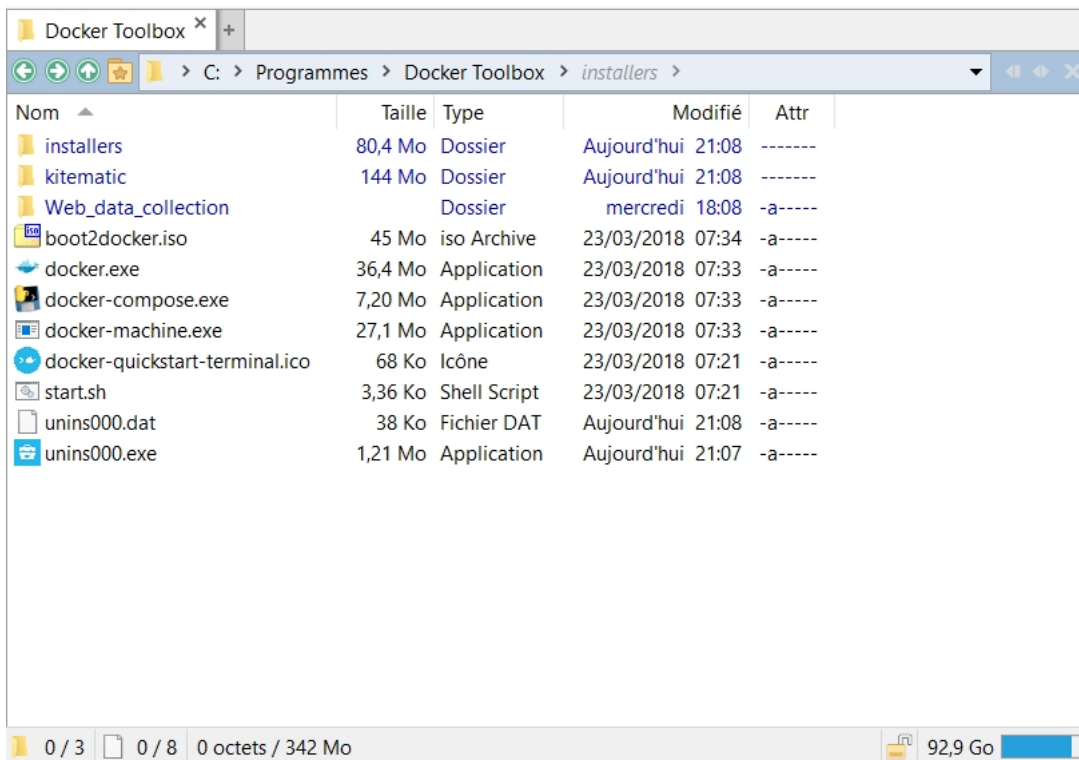 Docker Toolbox × +
> C: > Programmes > Docker Toolbox > installers >
Nom Taille Type Modifié Attr
installers 80,4 Mo Dossier Aujourd'hui 21:08 -------
kitematic 144 Mo Dossier Aujourd'hui 21:08 -------
Web_data_collection Dossier mercredi 18:08 -a-----
boot2docker.iso 45 Mo iso Archive 23/03/2018 07:34 -a-----
docker.exe 36,4 Mo Application 23/03/2018 07:33 -a-----
docker-compose.exe 7,20 Mo Application 23/03/2018 07:33 -a-----
docker-machine.exe 27,1 Mo Application 23/03/2018 07:33 -a-----
docker-quickstart-terminal.ico 68 Ko Icône 23/03/2018 07:21 -a-----
start.sh 3,36 Ko Shell Script 23/03/2018 07:21 -a-----
unins000.dat 38 Ko Fichier DAT Aujourd'hui 21:08 -a-----
unins000.exe 1,21 Mo Application Aujourd'hui 21:07 -a-----
0 / 3 0 / 8 0 octets / 342 Mo 92,9 Go